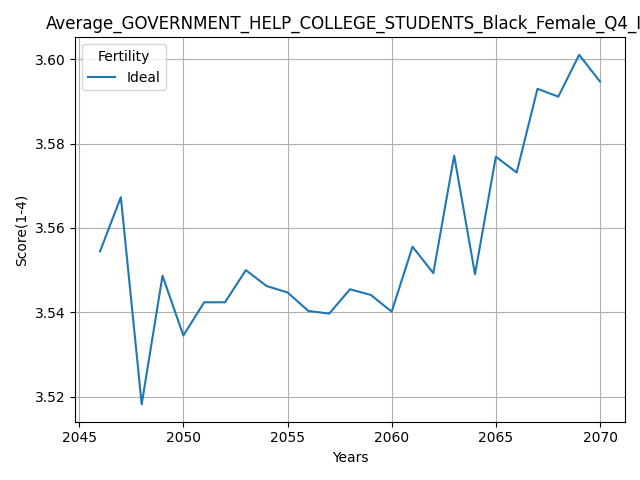 Average_GOVERNMENT_HELP_COLLEGE_STUDENTS_Black_Female_Q4_I
Fertility
Ideal
Score(1-4)
3.60
3.58
3.56
3.54
3.52
2045 2050 2055 2060 2065 2070
Years